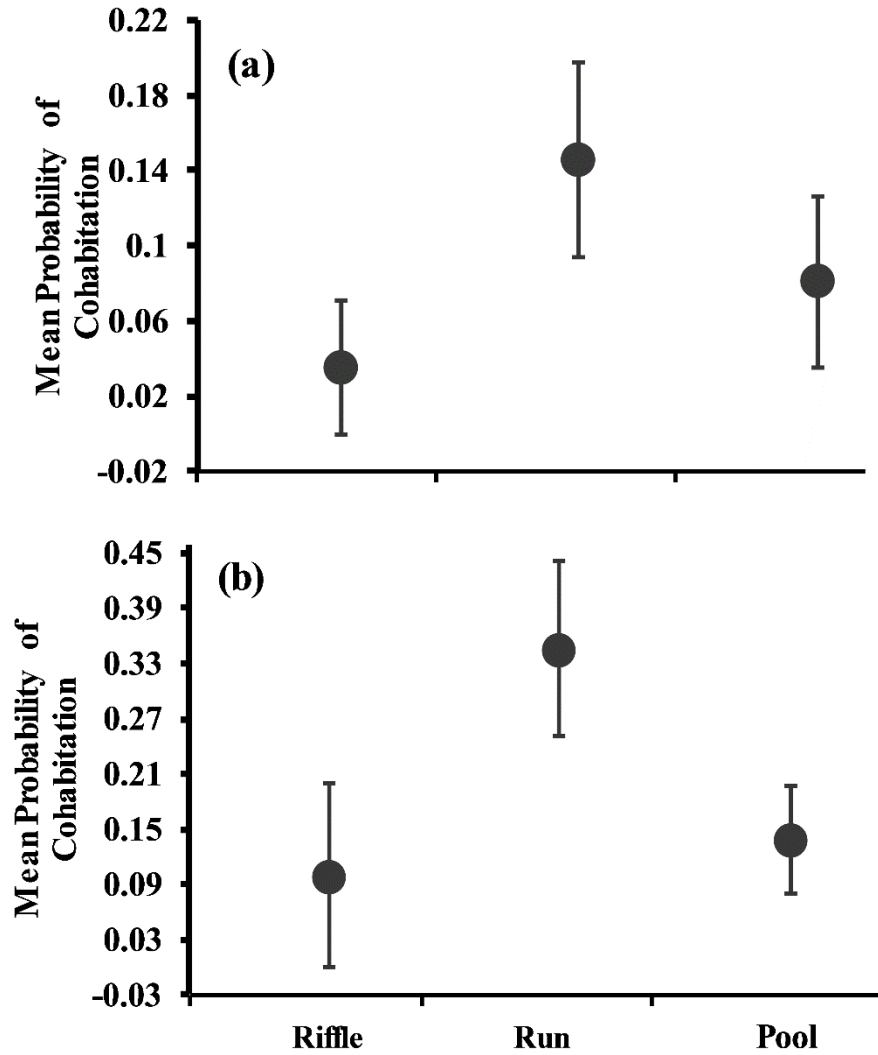 (a)
Mean Probability of
Cohabitation
0.22
0.18
0.14
0.1
0.06
0.02
-0.02
(b)
Mean Probability of
Cohabitation
0.45
0.39
0.33
0.27
0.21
0.15
0.09
0.03
-0.03
Riffle Run Pool